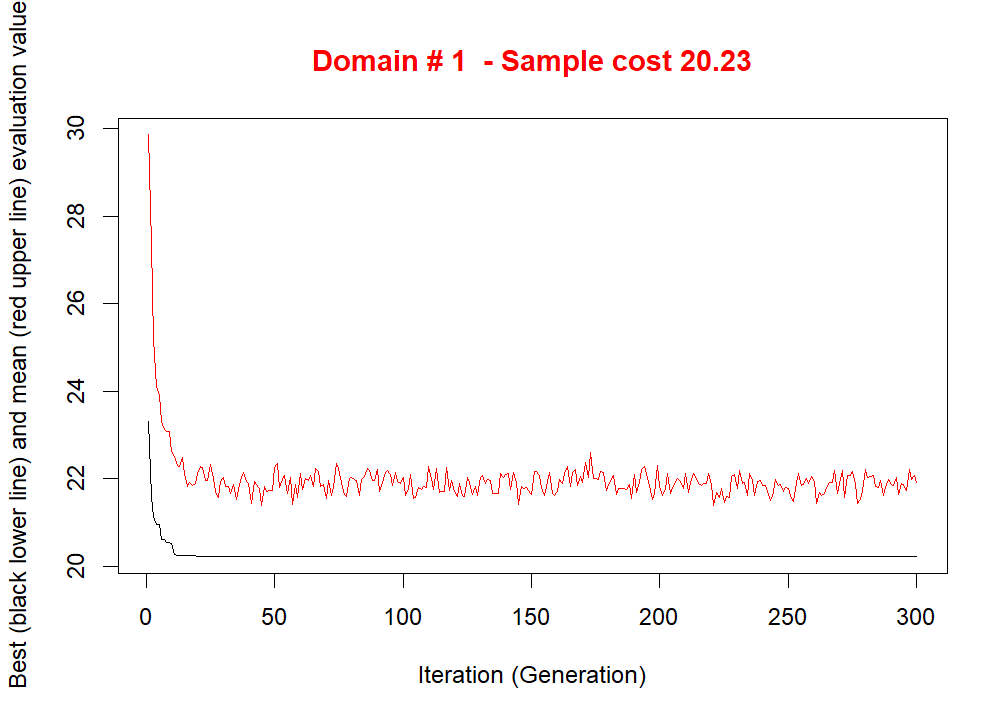 Domain # 1 - Sample cost 20.23
Best (black lower line) and mean (red upper line) evaluation value
30
28
26
24
22
20
0 50 100 150 200 250 300
Iteration (Generation)